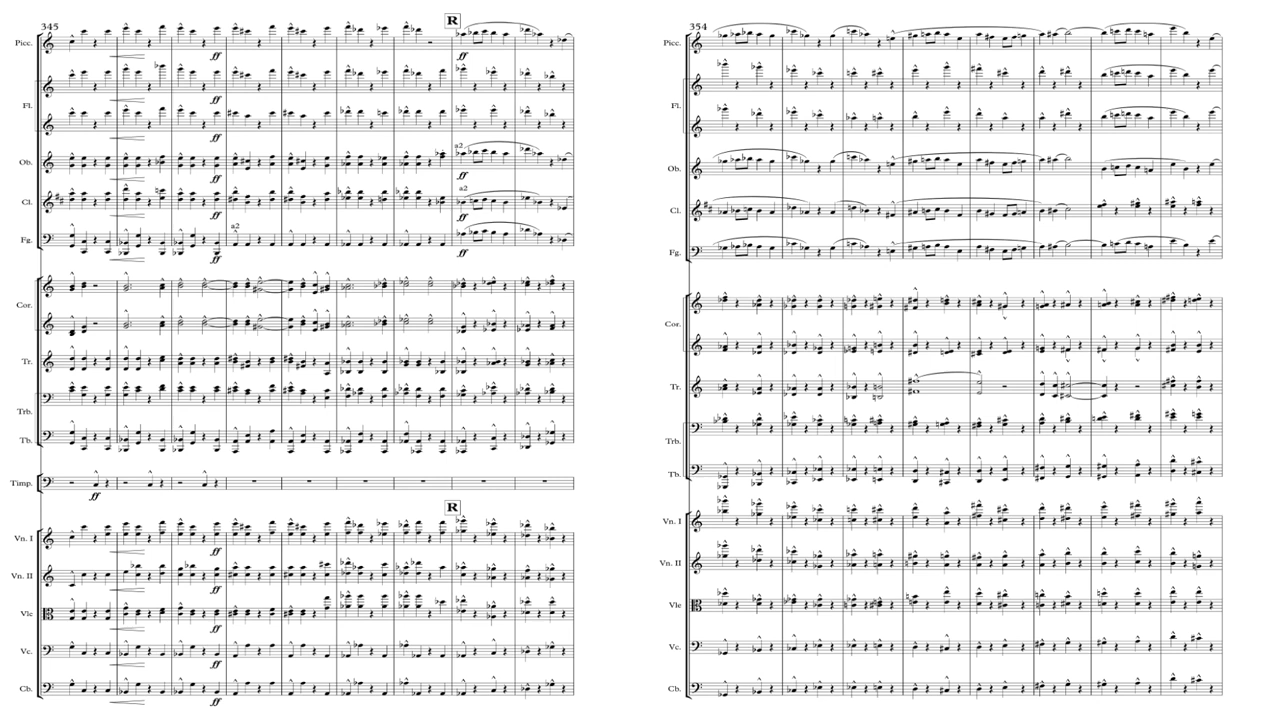 345
R
Picc.
ff
Fl.
ff
ff
a2
Ob.
ff
ff
a2
Cl.
ff
ff
a2
Fg.
ff
ff
Cor.
Tr.
Trb.
Tb.
Timp.
ff
R
Vn. I
ff
Vn. II
ff
Vle
ff
Vc.
ff
Cb.
ff
354
Picc.
Fl.
Ob.
Cl.
Fg.
Cor.
Tr.
Trb.
Tb.
Vn. I
Vn. II
Vle
Vc.
Cb.